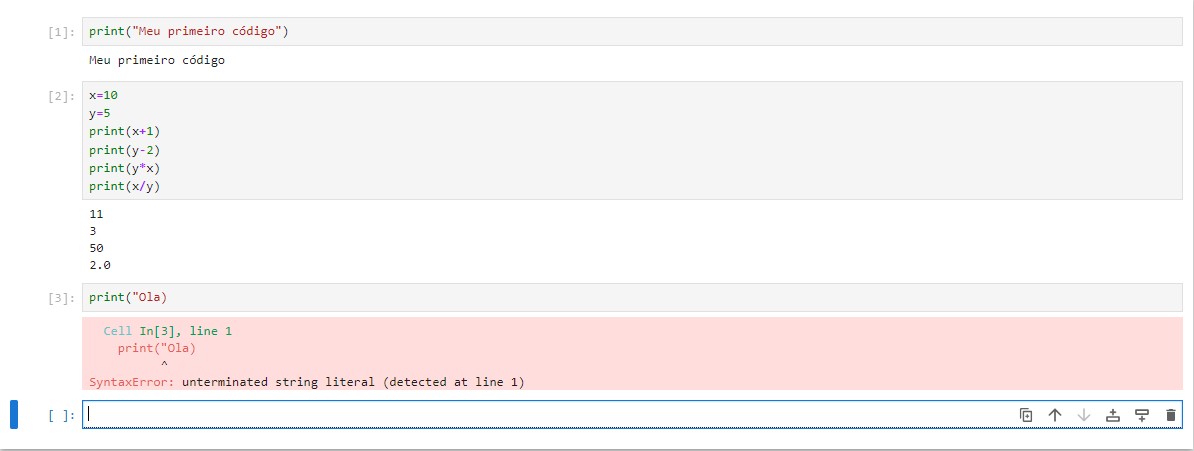 [1]: print("Meu primeiro código")
Meu primeiro código
[2]: x=10
y=5
print(x+1)
print(y-2)
print(y*x)
print(x/y)
11
3
50
2.0
[3]: print("Ola)
Cell In[3], line 1
print("Ola)
^
SyntaxError: unterminated string literal (detected at line 1)
[ ]: